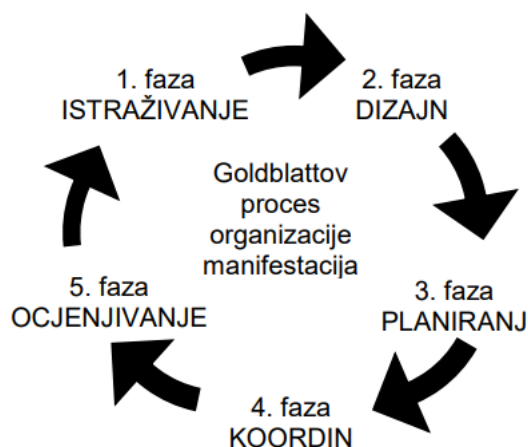 1. faza
ISTRAŽIVANJE
2. faza
DIZAJN
Goldblattov
proces
organizacije
manifestacija
3. faza
PLANIRANJ
4. faza
KOORDIN
5. faza
OCJENJIVANJE